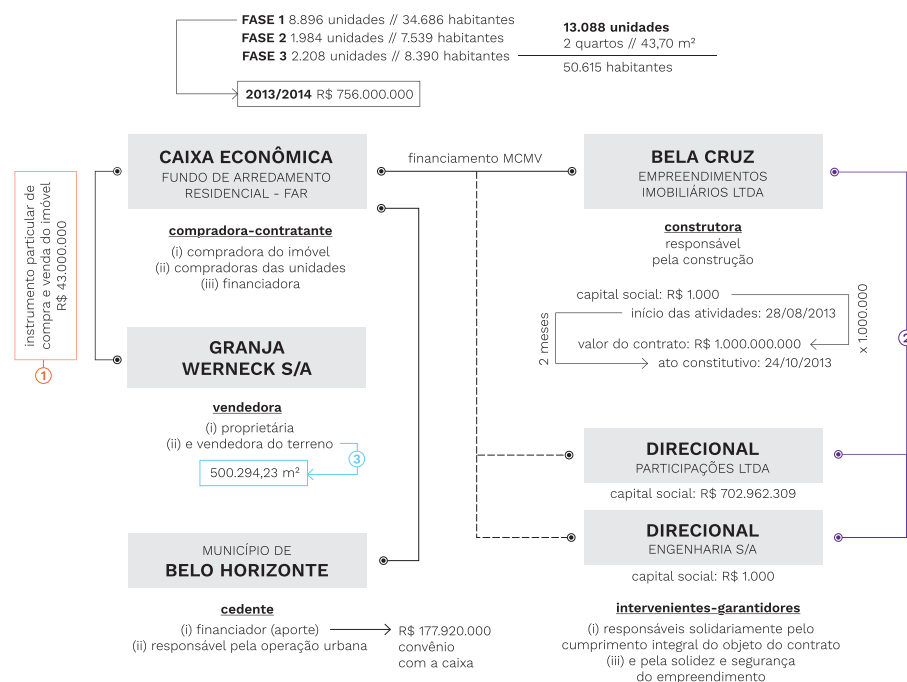 FASE 1 8.896 unidades // 34.686 habitantes
FASE 2 1.984 unidades // 7.539 habitantes
FASE 3 2.208 unidades // 8.390 habitantes
13.088 unidades
2 quartos // 43,70 m²
50.615 habitantes
2013/2014 R$ 756.000.000
instrumento particular de
compra e venda do imóvel
R$ 43.000.000
1
CAIXA ECONÔMICA
FUNDO DE ARREDAMENTO
RESIDENCIAL - FAR
compradora-contratante
(i) compradora do imóvel
(ii) compradoras das unidades
(iii) financiadora
financiamento MCMV
BELA CRUZ
EMPREENDIMENTOS
IMOBILIÁRIOS LTDA
construtora
responsável
pela construção
capital social: R$ 1.000
início das atividades: 28/08/2013
valor do contrato: R$ 1.000.000.000
ato constitutivo: 24/10/2013
2 meses
x 1.000.000
2
GRANJA
WERNECK S/A
vendedora
(i) proprietária
(ii) e vendedora do terreno
3
500.294,23 m²
DIRECIONAL
PARTICIPAÇÕES LTDA
capital social: R$ 702.962.309
DIRECIONAL
ENGENHARIA S/A
capital social: R$ 1.000
MUNICÍPIO DE
BELO HORIZONTE
cedente
(i) financiador (aporte)
(ii) responsável pela operação urbana
R$ 177.920.000
convênio
com a caixa
intervenientes-garantidores
(i) responsáveis solidariamente pelo
cumprimento integral do objeto do contrato
(iii) e pela solidez e segurança
do empreendimento